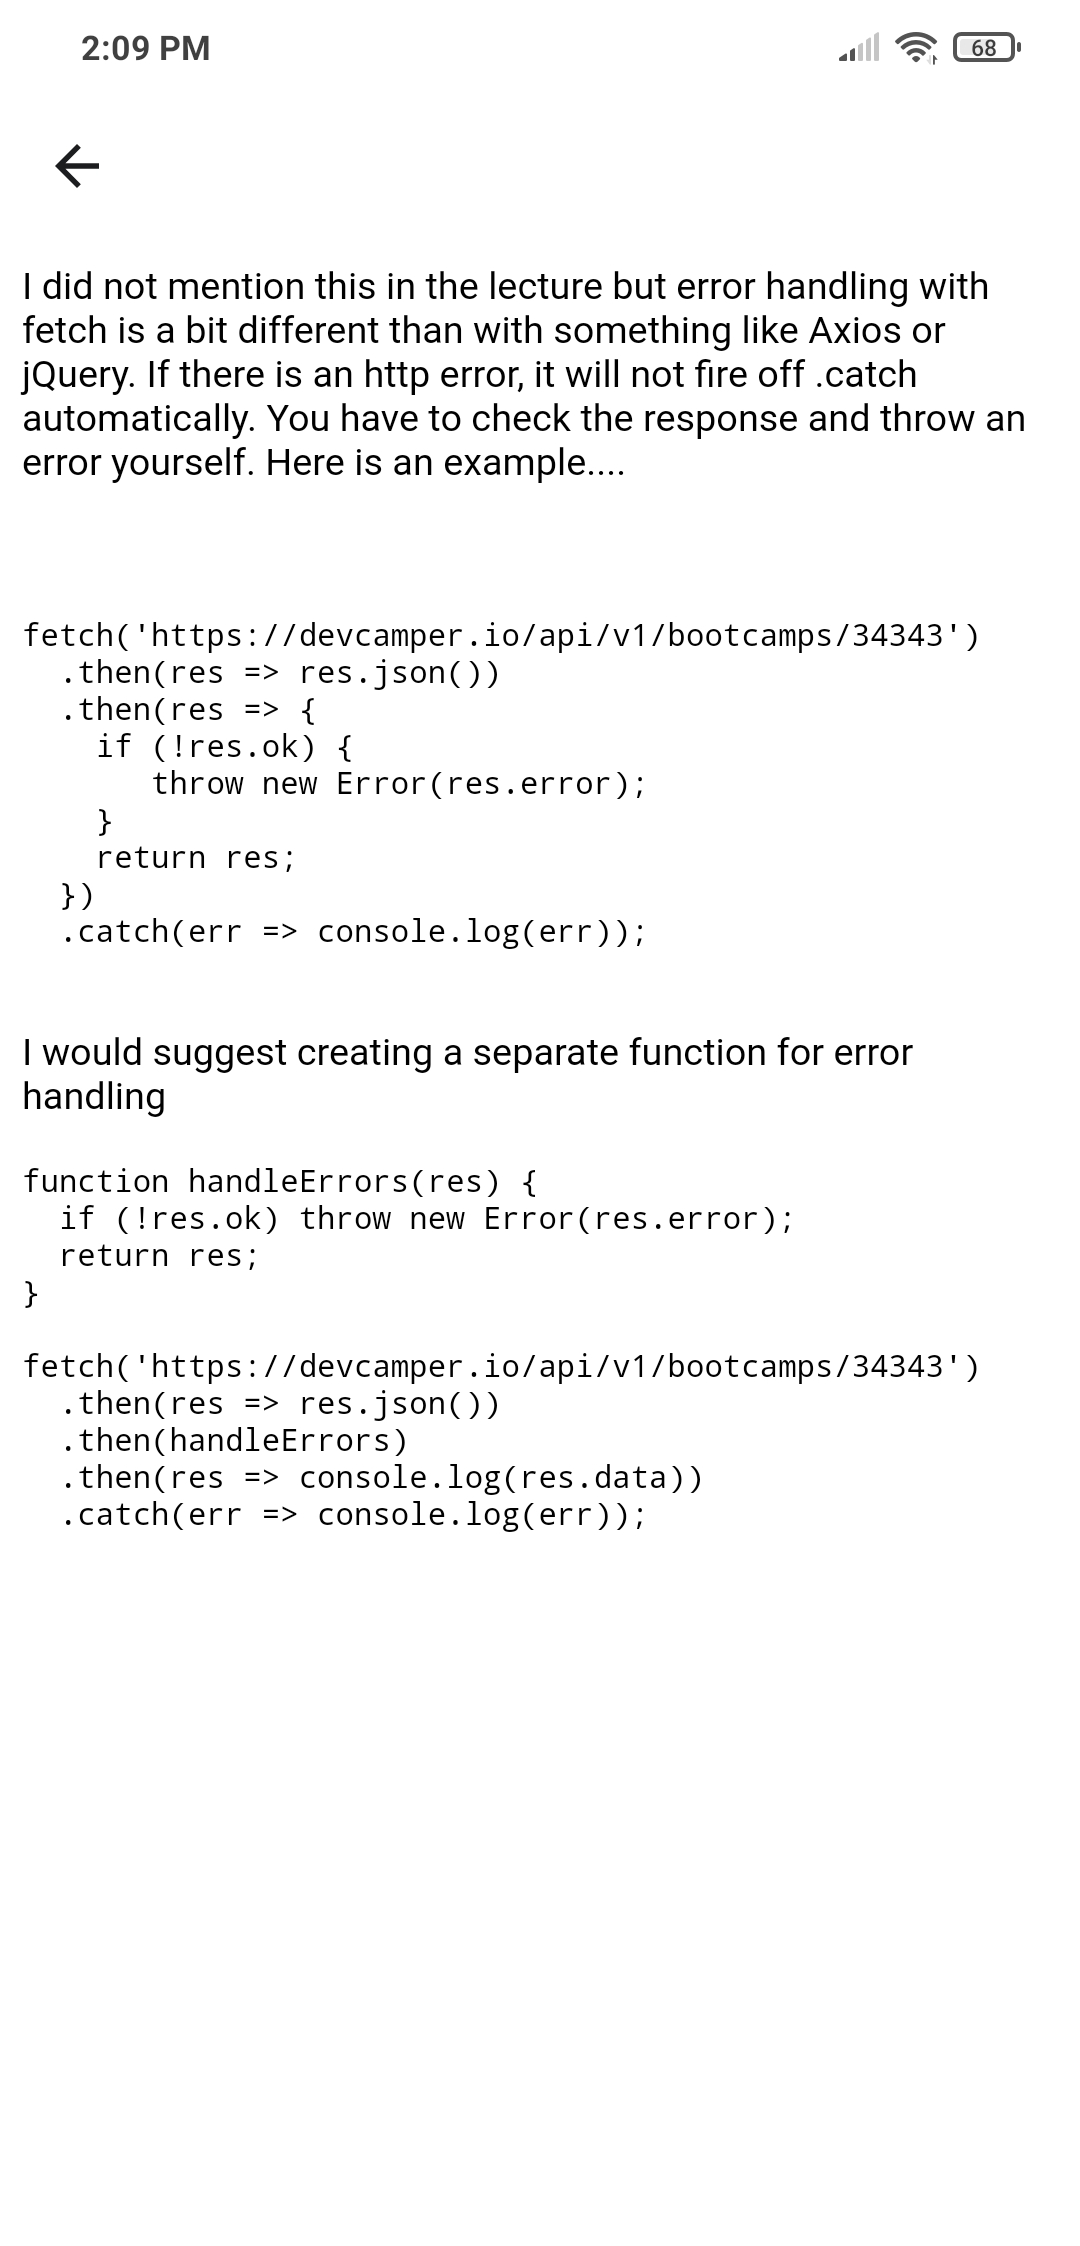 2:09 PM
68
I did not mention this in the lecture but error handling with
fetch is a bit different than with something like Axios or
jQuery. If there is an http error, it will not fire off .catch
automatically. You have to check the response and throw an
error yourself. Here is an example....
fetch('https://devcamper.io/api/v1/bootcamps/34343')
  .then(res => res.json())
  .then(res => {
    if (!res.ok) {
       throw new Error(res.error);
    }
    return res;
  })
  .catch(err => console.log(err));
I would suggest creating a separate function for error
handling
function handleErrors(res) {
  if (!res.ok) throw new Error(res.error);
  return res;
}
fetch('https://devcamper.io/api/v1/bootcamps/34343')
  .then(res => res.json())
  .then(handleErrors)
  .then(res => console.log(res.data))
  .catch(err => console.log(err));